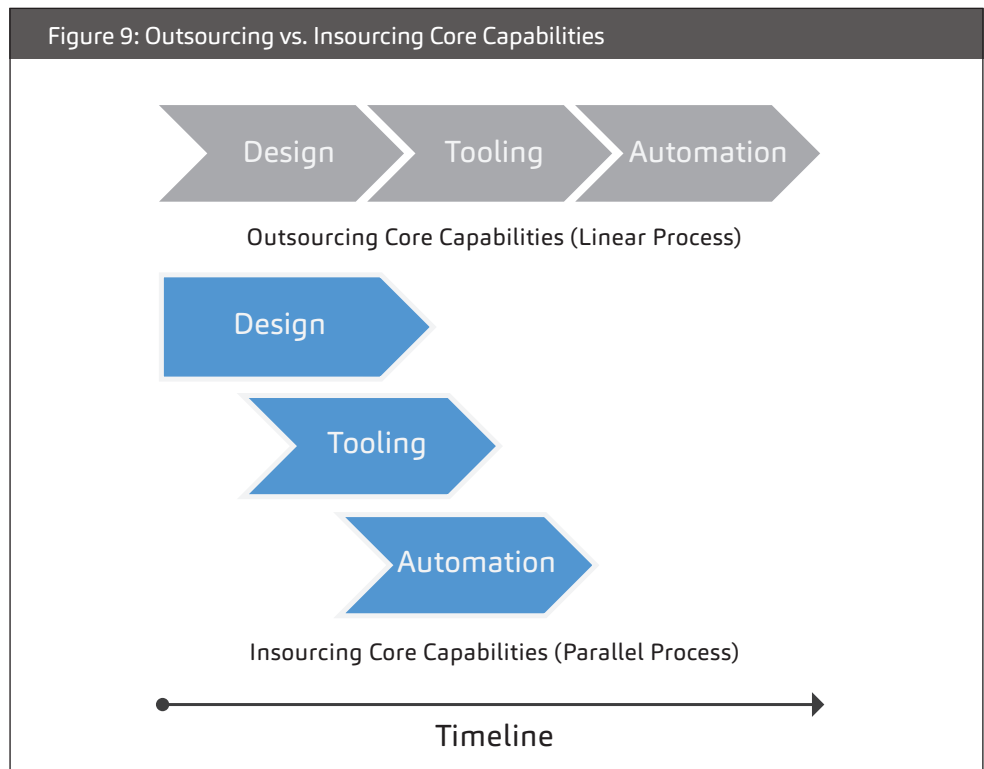 Figure 9: Outsourcing vs. Insourcing Core Capabilities
Design Tooling Automation
Outsourcing Core Capabilities (Linear Process)
Design
Tooling
Automation
Insourcing Core Capabilities (Parallel Process)
Timeline